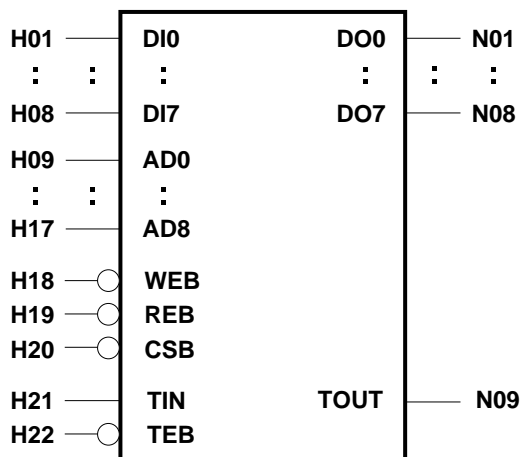 H01 DI0 DO0 N01
: : : : : :
H08 DI7 DO7 N08
H09 AD0
: : :
H17 AD8
H18 WEB
H19 REB
H20 CSB
H21 TIN TOUT N09
H22 TEB